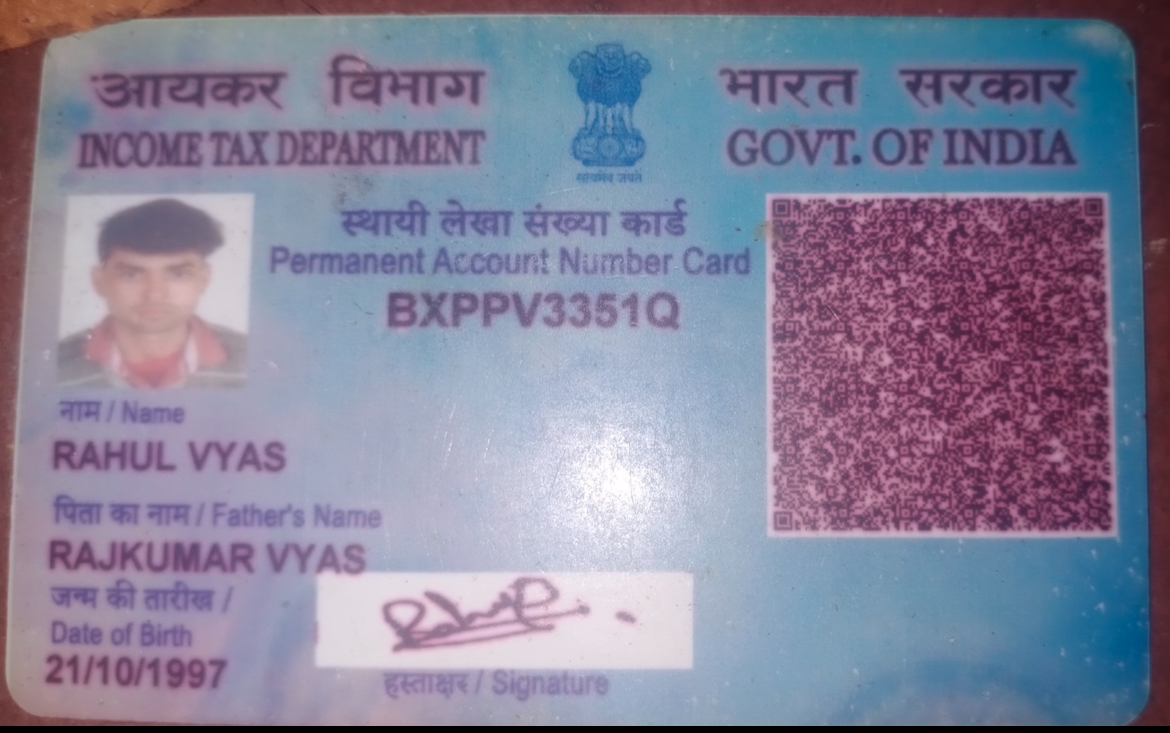 आयकर विभाग
INCOME TAX DEPARTMENT
सत्यमेव जयते
भारत सरकार
GOVT. OF INDIA
स्थायी लेखा संख्या कार्ड
Permanent Account Number Card
BXPPV3351Q
नाम / Name
RAHUL VYAS
पिता का नाम / Father's Name
RAJKUMAR VYAS
जन्म की तारीख /
Date of Birth
21/10/1997
Rahul
हस्ताक्षर / Signature